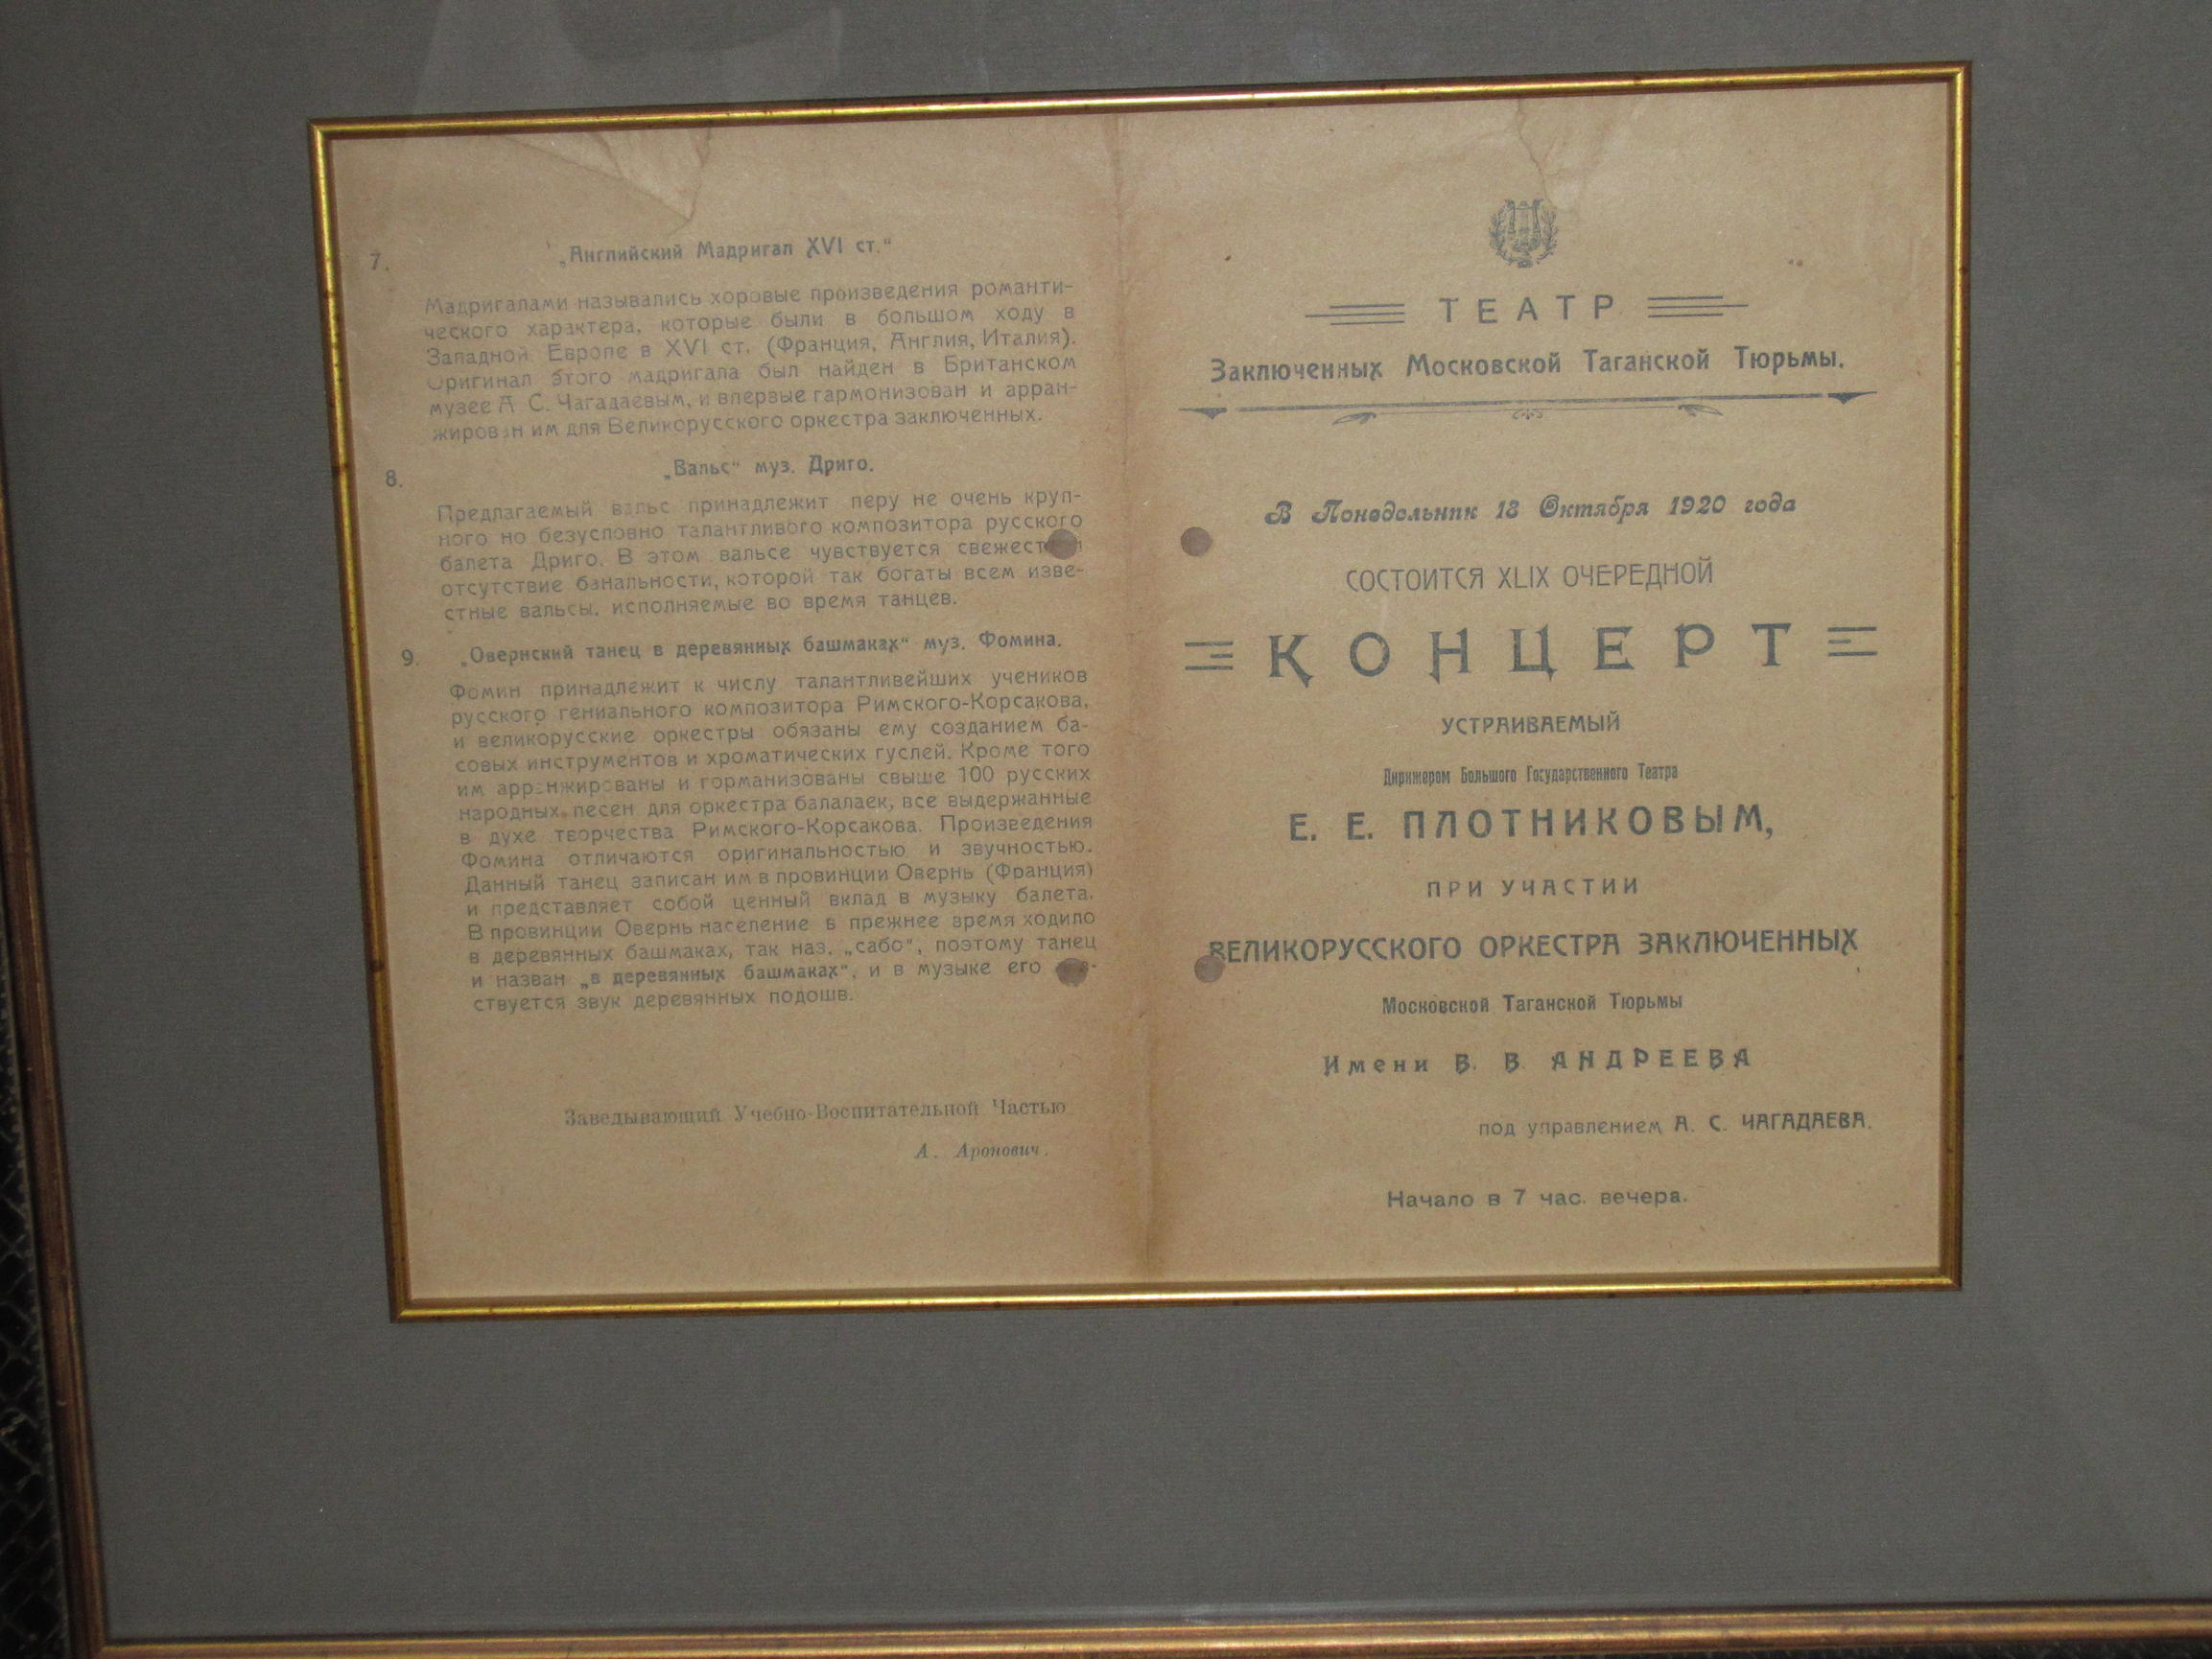 7.
„Английский Мадригал XVI ст.“
Мадригалами назывались хоровые произведения романти-
ческого характера, которые были в большом ходу в
Западной Европе в XVI ст. (Франция, Англия, Италия).
Оригинал этого мадригала был найден в Британском
музее А. С. Чагадаевым, и впервые гармонизован и арран-
жирован им для Великорусского оркестра заключенных.
8.
„Вальс“ муз. Дриго.
Предлагаемый вальс принадлежит перу не очень круп-
ного но безусловно талантливого композитора русского
балета Дриго. В этом вальсе чувствуется
отсутствие банальности, которой так богаты всем изве-
стные вальсы, исполняемые во время танцев.
9.
„Овернский танец в деревянных башмаках“ муз. Фомина.
Фомин принадлежит к числу талантливейших учеников
русского гениального композитора Римского-Корсакова,
и великорусские оркестры обязаны ему созданием ба-
совых инструментов и хроматических гуслей. Кроме того
им арранжированы и горманизованы свыше 100 русских
народных песен для оркестра балалаек, все выдержанные
в духе творчества Римского-Корсакова. Произведения
Фомина отличаются оригинальностью и звучностью.
Данный танец записан им в провинции Овернь (Франция)
и представляет собой ценный вклад в музыку балета.
В провинции Овернь население в прежнее время ходило
в деревянных башмаках, так наз. „сабо“, поэтому танец
и назван „в деревянных башмаках“, и в музыке его
ствуется звук деревянных подошв.
Заведывающий Учебно-Воспитательной Частью
А. Аронович.
ТЕАТР
Заключенных Московской Таганской Тюрьмы.
В Понедельник 18 Октября 1920 года
СОСТОИТСЯ XLIX ОЧЕРЕДНОЙ
КОНЦЕРТ
УСТРАИВАЕМЫЙ
Дирижером Большого Государственного Театра
Е. Е. ПЛОТНИКОВЫМ,
ПРИ УЧАСТИИ
ВЕЛИКОРУССКОГО ОРКЕСТРА ЗАКЛЮЧЕННЫХ
Московской Таганской Тюрьмы
Имени В. В. АНДРЕЕВА
под управлением А. С. ЧАГАДАЕВА.
Начало в 7 час. вечера.